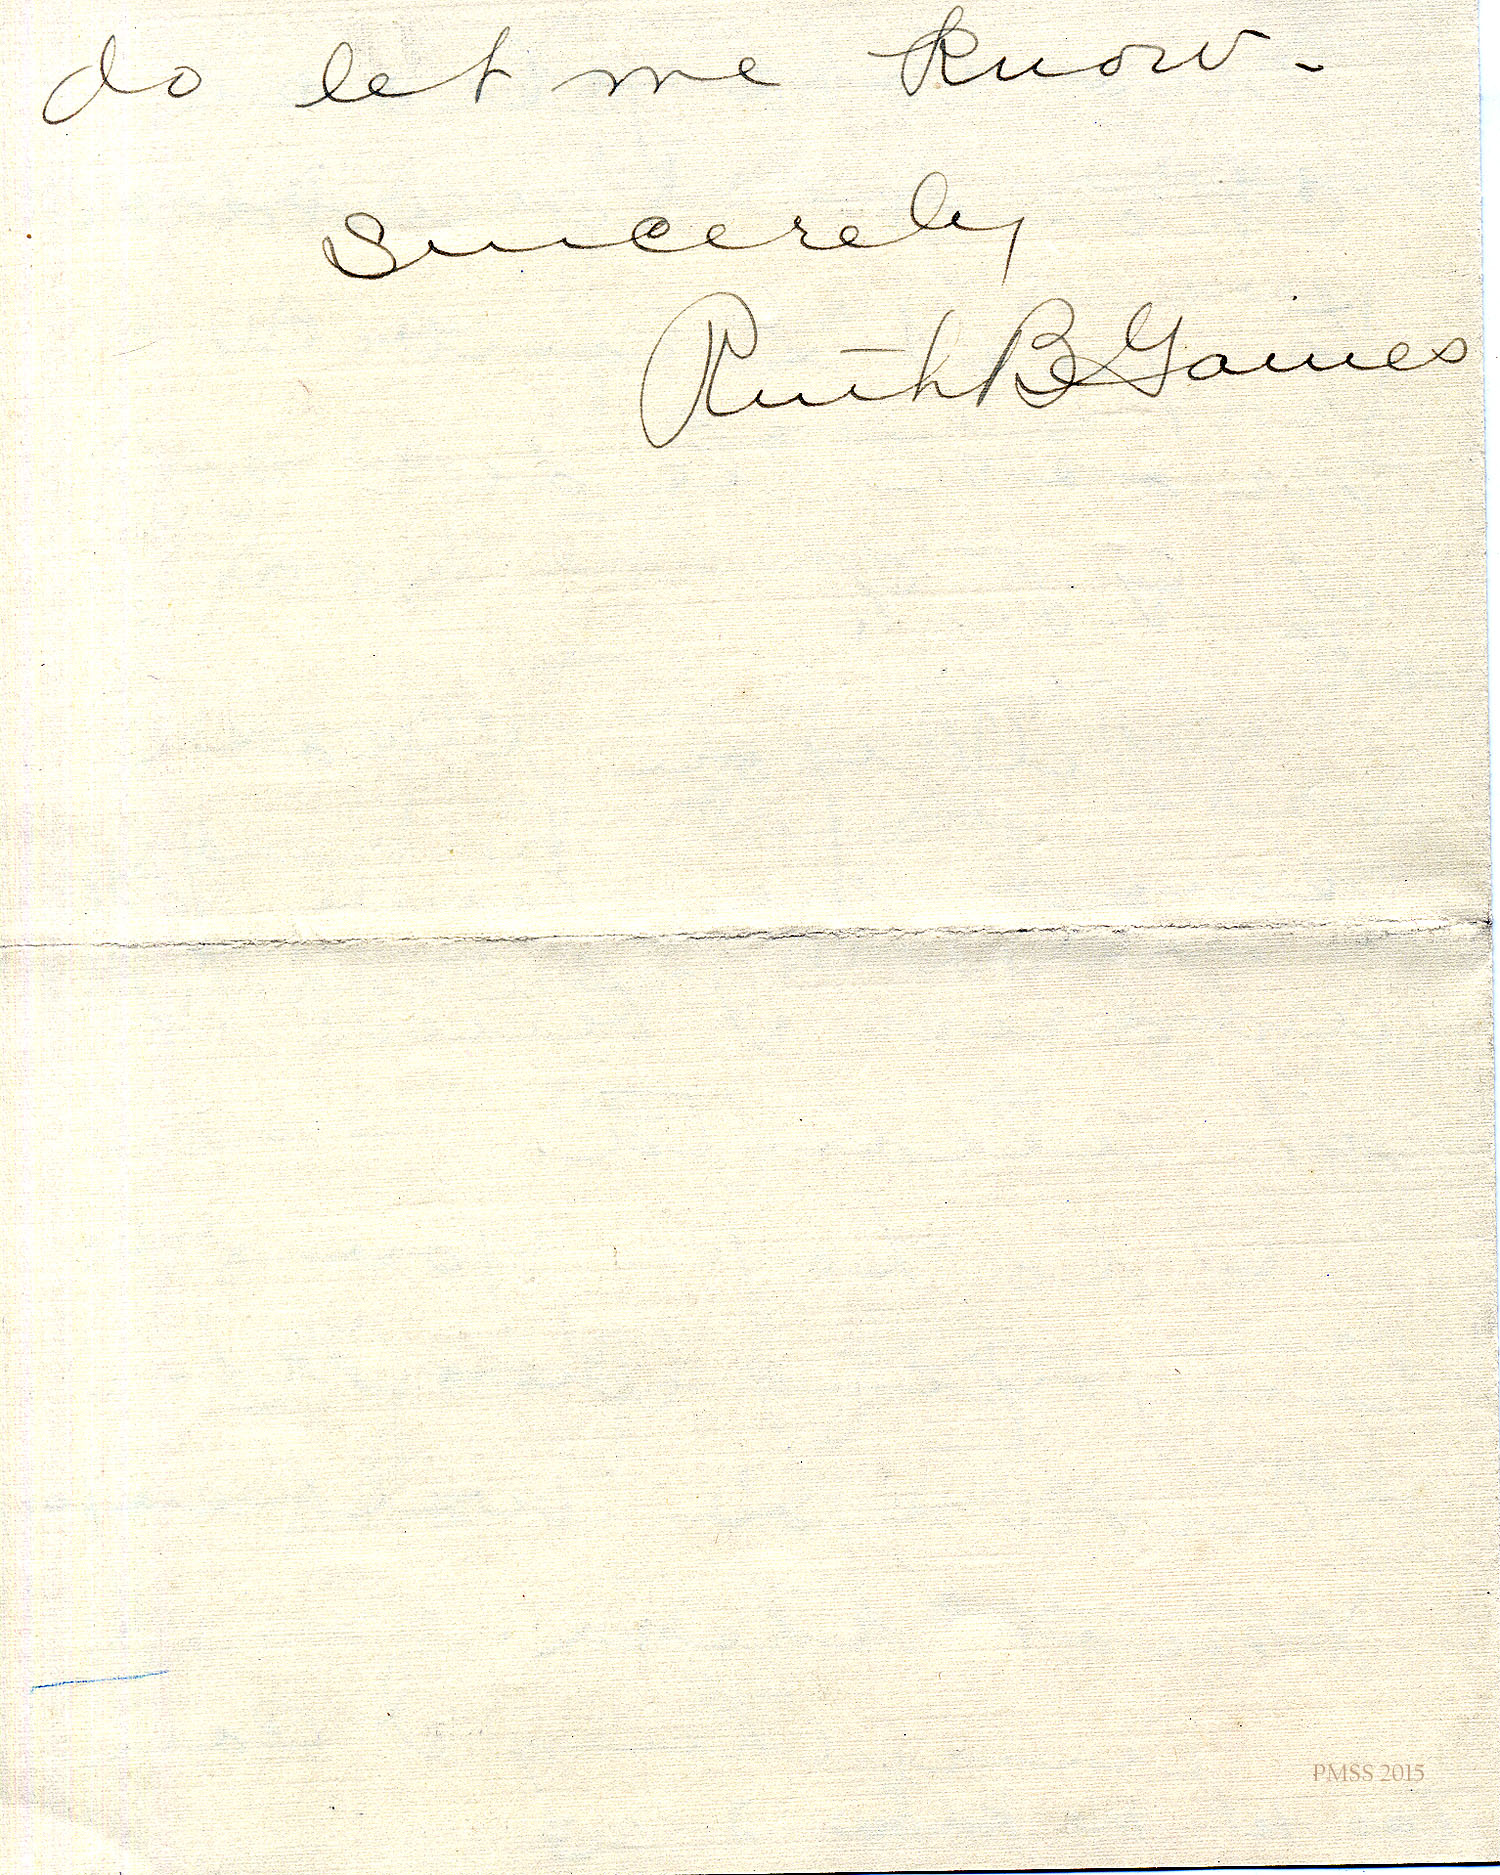 do let me know -
Sincerely
Ruth B Gaines
PMSS 2015